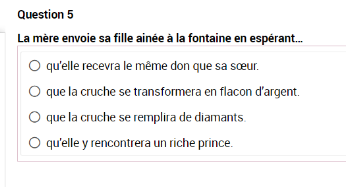 Question 5
La mère envoie sa fille ainée à la fontaine en espérant...
qu'elle recevra le même don que sa sœur.
que la cruche se transformera en flacon d'argent.
que la cruche se remplira de diamants.
qu'elle y rencontrera un riche prince.